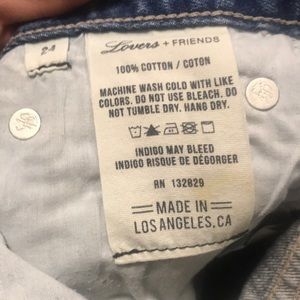 24
Lovers + FRIENDS
100% COTTON / COTON
MACHINE WASH COLD WITH LIKE
COLORS. DO NOT USE BLEACH. DO
NOT TUMBLE DRY. HANG DRY.
INDIGO MAY BLEED
INDIGO RISQUE DE DÉGORGER
RN 132829
MADE IN
LOS ANGELES, CA